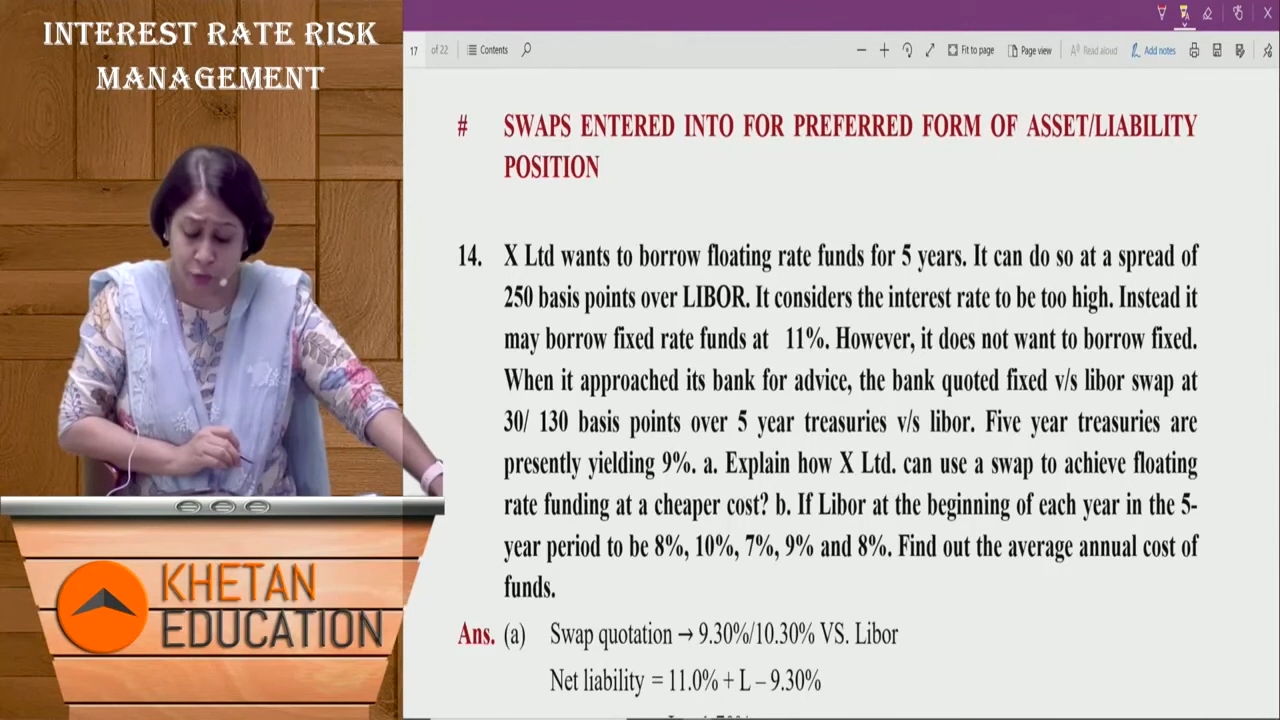 INTEREST RATE RISK
MANAGEMENT
17 of 22 Contents Fit to page Page view Read aloud Add notes
# SWAPS ENTERED INTO FOR PREFERRED FORM OF ASSET/LIABILITY
POSITION
14. X Ltd wants to borrow floating rate funds for 5 years. It can do so at a spread of
250 basis points over LIBOR. It considers the interest rate to be too high. Instead it
may borrow fixed rate funds at 11%. However, it does not want to borrow fixed.
When it approached its bank for advice, the bank quoted fixed v/s libor swap at
30/ 130 basis points over 5 year treasuries v/s libor. Five year treasuries are
presently yielding 9%. a. Explain how X Ltd. can use a swap to achieve floating
rate funding at a cheaper cost? b. If Libor at the beginning of each year in the 5-
year period to be 8%, 10%, 7%, 9% and 8%. Find out the average annual cost of
funds.
Ans. (a) Swap quotation → 9.30%/10.30% VS. Libor
Net liability = 11.0% + L – 9.30%
KHETAN
EDUCATION